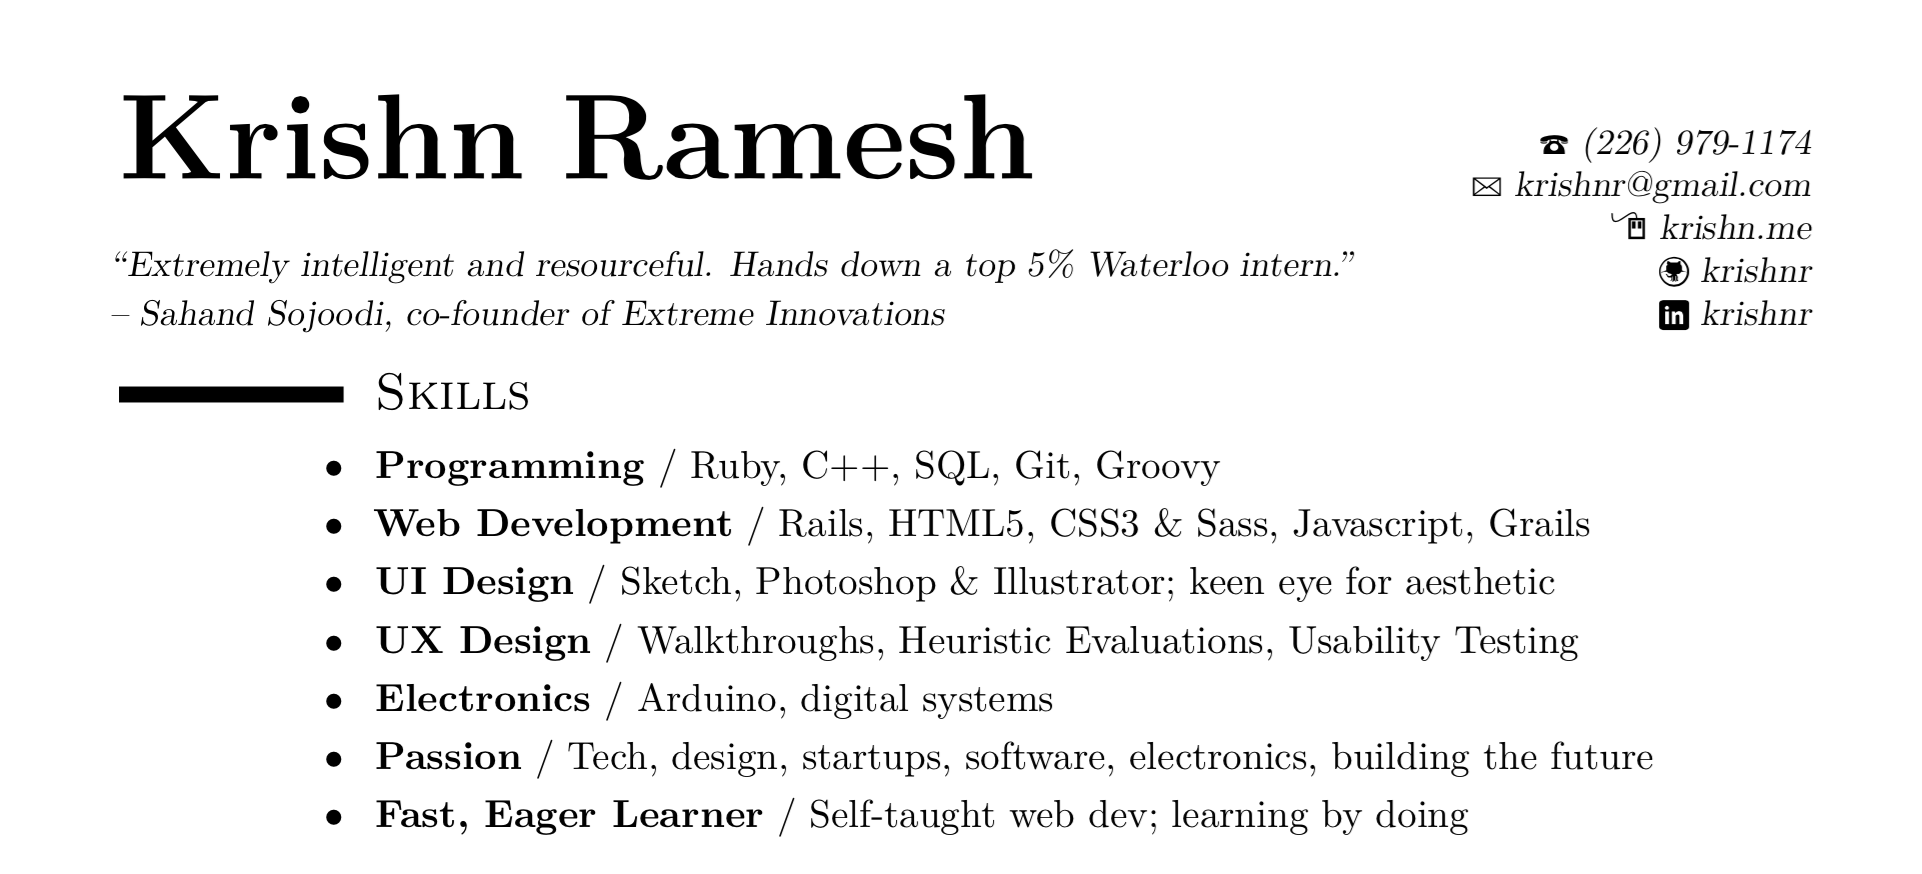 Krishn Ramesh
(226) 979-1174
krishnr@gmail.com
krishn.me
krishnr
in krishnr
“Extremely intelligent and resourceful. Hands down a top 5% Waterloo intern.”
– Sahand Sojoodi, co-founder of Extreme Innovations
Skills
• Programming / Ruby, C++, SQL, Git, Groovy
• Web Development / Rails, HTML5, CSS3 & Sass, Javascript, Grails
• UI Design / Sketch, Photoshop & Illustrator; keen eye for aesthetic
• UX Design / Walkthroughs, Heuristic Evaluations, Usability Testing
• Electronics / Arduino, digital systems
• Passion / Tech, design, startups, software, electronics, building the future
• Fast, Eager Learner / Self-taught web dev; learning by doing